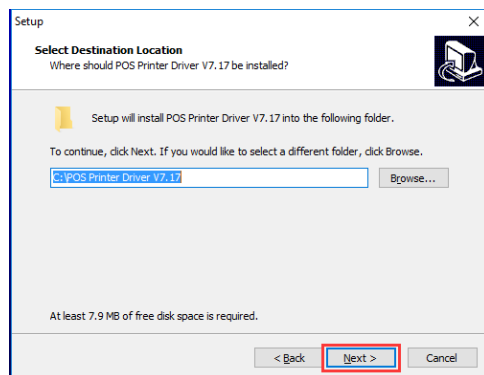 Setup
Select Destination Location
Where should POS Printer Driver V7.17 be installed?
Setup will install POS Printer Driver V7.17 into the following folder.
To continue, click Next. If you would like to select a different folder, click Browse.
C:\POS Printer Driver V7.17
Browse...
At least 7.9 MB of free disk space is required.
< Back
Next >
Cancel